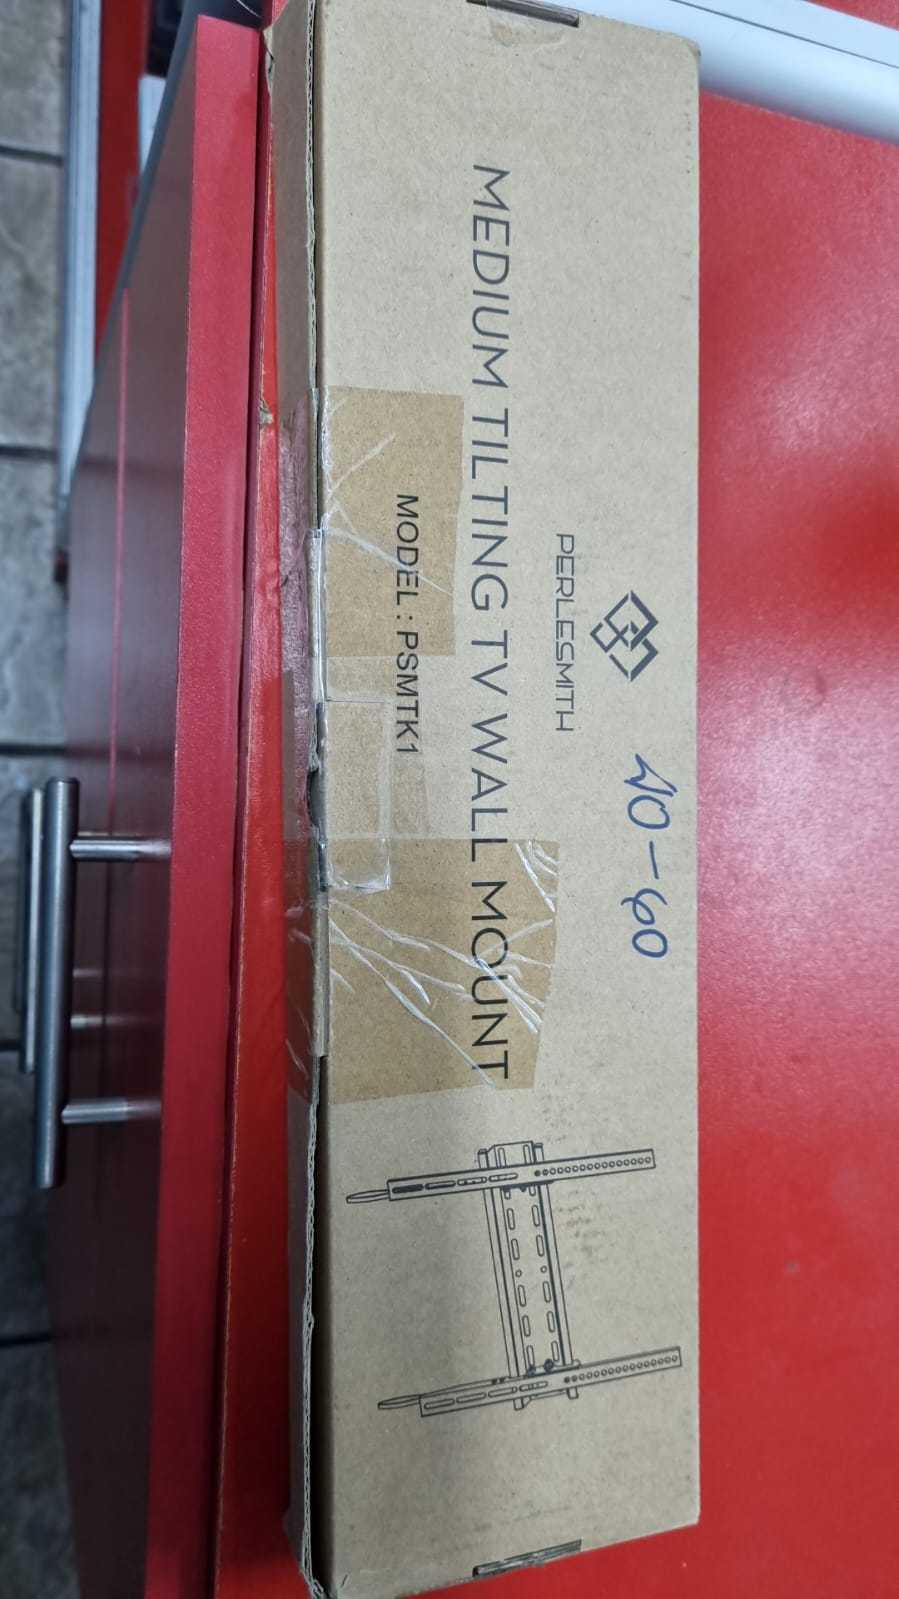 PERLESMITH
40-60
MEDIUM TILTING TV WALL MOUNT
MODEL : PSMTK1